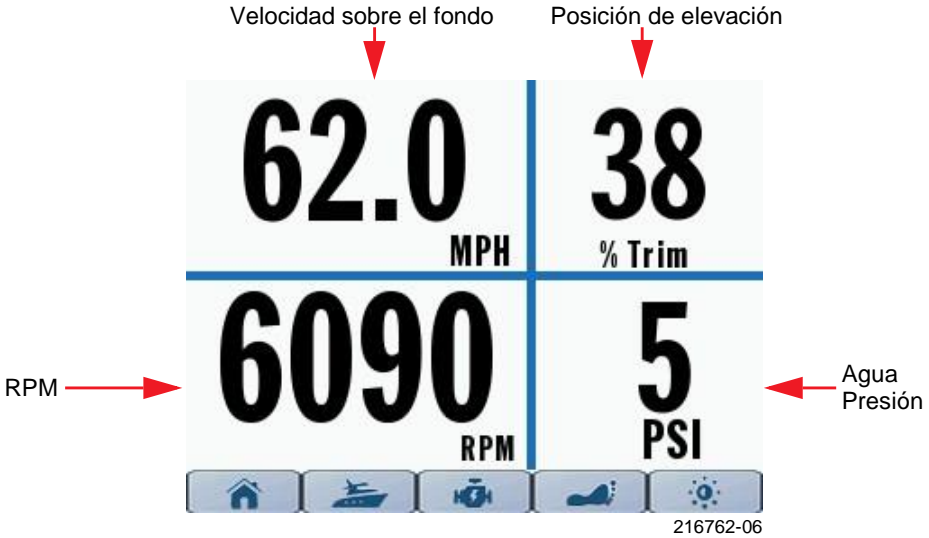 Velocidad sobre el fondo
Posición de elevación
62.0
MPH
38
% Trim
RPM
6090
RPM
5
PSI
Agua
Presión
216762-06